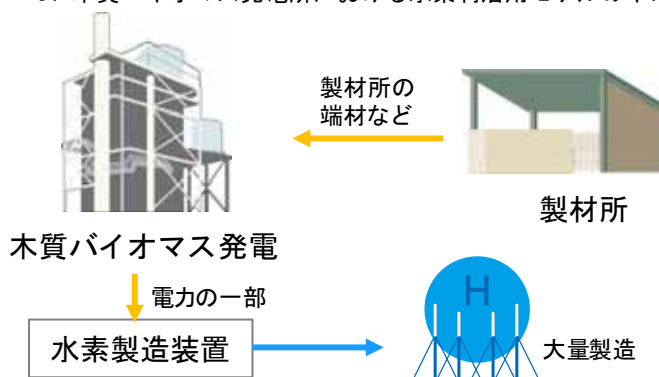 製材所の
端材など
製材所
木質バイオマス発電
電力の一部
水素製造装置
H
大量製造